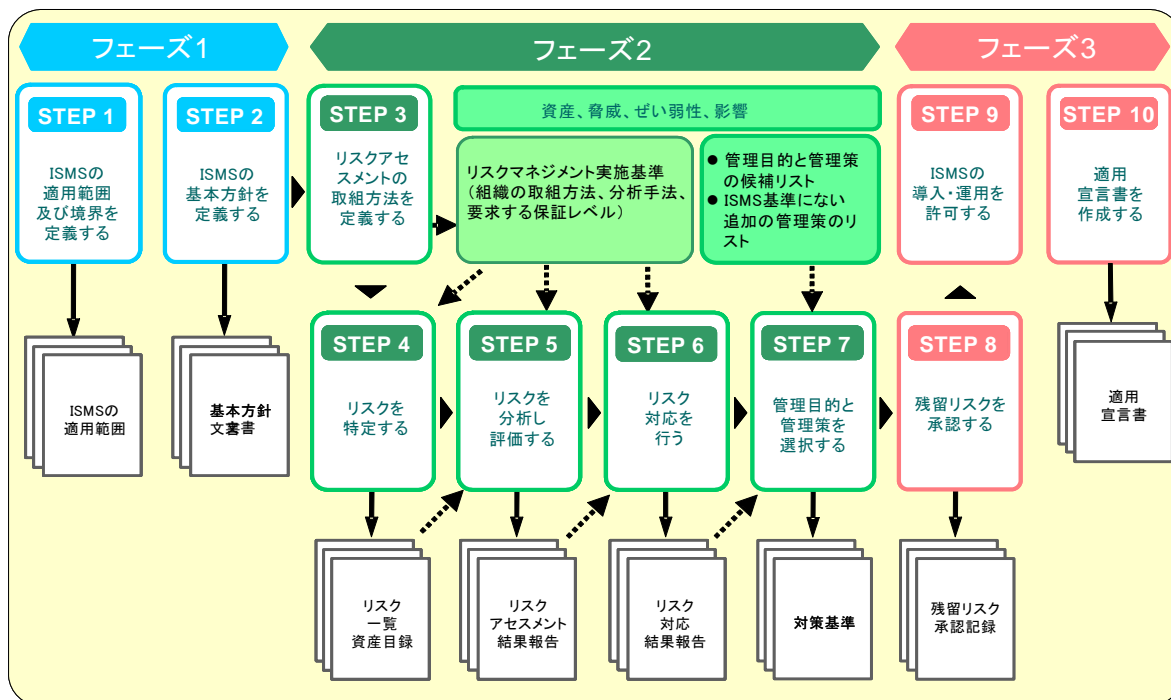 フェーズ1
フェーズ2
フェーズ3
STEP 1
ISMSの
適用範囲
及び境界を
定義する
STEP 2
ISMSの
基本方針を
定義する
STEP 3
リスクアセ
スメントの
取組方法を
定義する
資産、脅威、ぜい弱性、影響
リスクマネジメント実施基準
(組織の取組方法、分析手法、
要求する保証レベル)
● 管理目的と管理策
の候補リスト
● ISMS基準にない
追加の管理策のリ
スト
STEP 9
ISMSの
導入・運用を
許可する
STEP 10
適用
宣言書を
作成する
STEP 4
リスクを
特定する
STEP 5
リスクを
分析し
評価する
STEP 6
リスク
対応を
行う
STEP 7
管理目的と
管理策を
選択する
STEP 8
残留リスクを
承認する
ISMSの
適用範囲
基本方針
文書
適用
宣言書
リスク
一覧
資産目録
リスク
アセスメント
結果報告
リスク
対応
結果報告
対策基準
残留リスク
承認記録